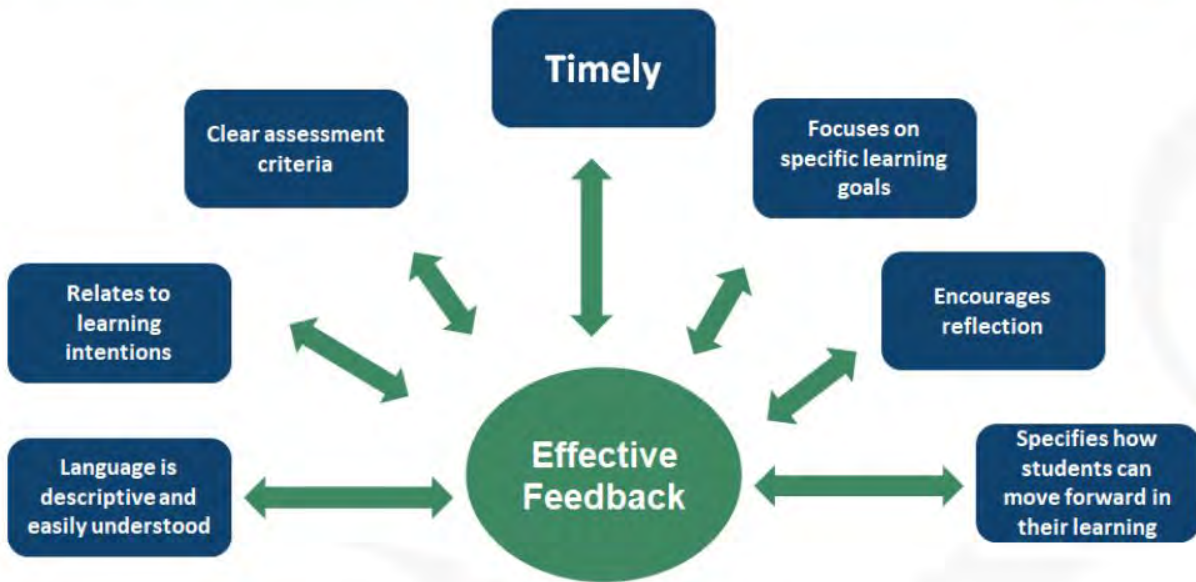 Timely
Clear assessment
criteria
Focuses on
specific learning
goals
Relates to
learning
intentions
Encourages
reflection
Language is
descriptive and
easily understood
Effective
Feedback
Specifies how
students can
move forward in
their learning